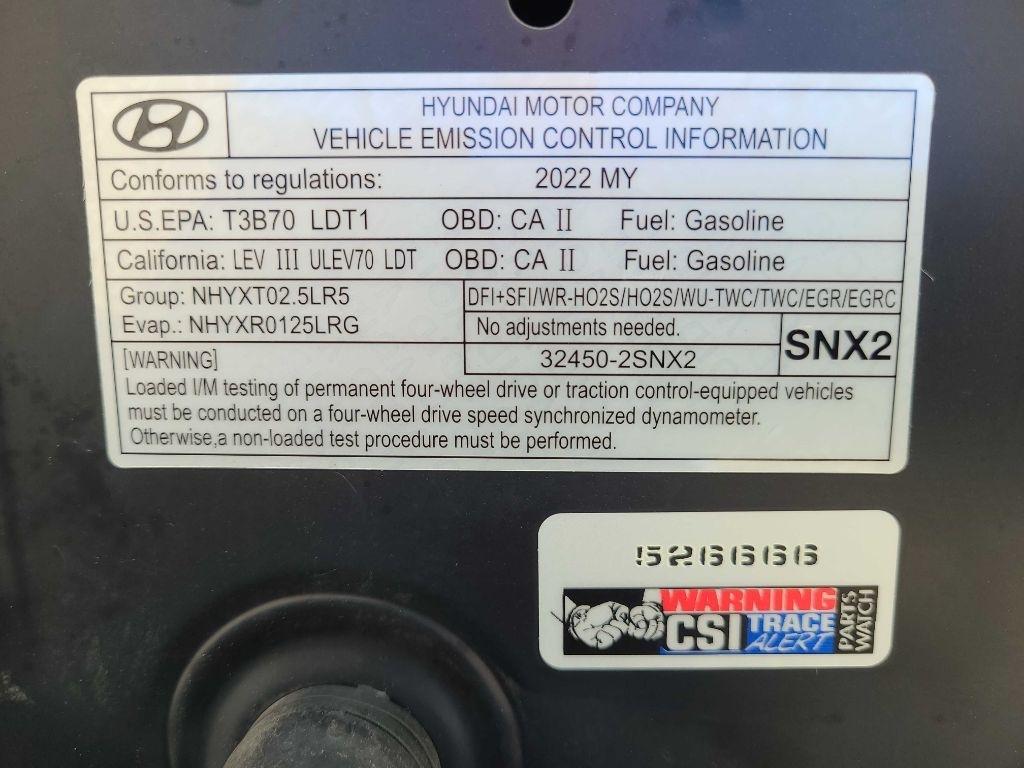 HYUNDAI MOTOR COMPANY
VEHICLE EMISSION CONTROL INFORMATION
Conforms to regulations: 2022 MY
U.S.EPA: T3B70 LDT1 OBD: CA II Fuel: Gasoline
California: LEV III ULEV70 LDT OBD: CA II Fuel: Gasoline
Group: NHYXT02.5LR5
Evap.: NHYXR0125LRG
DFI+SFI/WR-HO2S/HO2S/WU-TWC/TWC/EGR/EGRC
No adjustments needed.
32450-2SNX2
SNX2
[WARNING]
Loaded I/M testing of permanent four-wheel drive or traction control-equipped vehicles
must be conducted on a four-wheel drive speed synchronized dynamometer.
Otherwise,a non-loaded test procedure must be performed.
526666
WARNING
CSI TRACE
ALERT
PARTS
WATCH